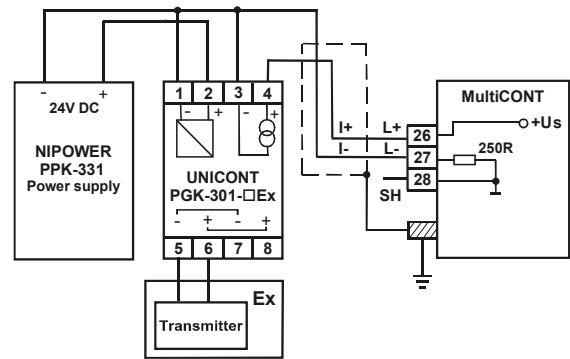 - +
24V DC
NIPOWER
PPK-331
Power supply
1 2 3 4
- + - +
UNICONT
PGK-301-□Ex
- + - +
5 6 7 8
Ex
Transmitter
MultiCONT
+Us
I+ L+ 26
I- L- 27
250R
28
SH